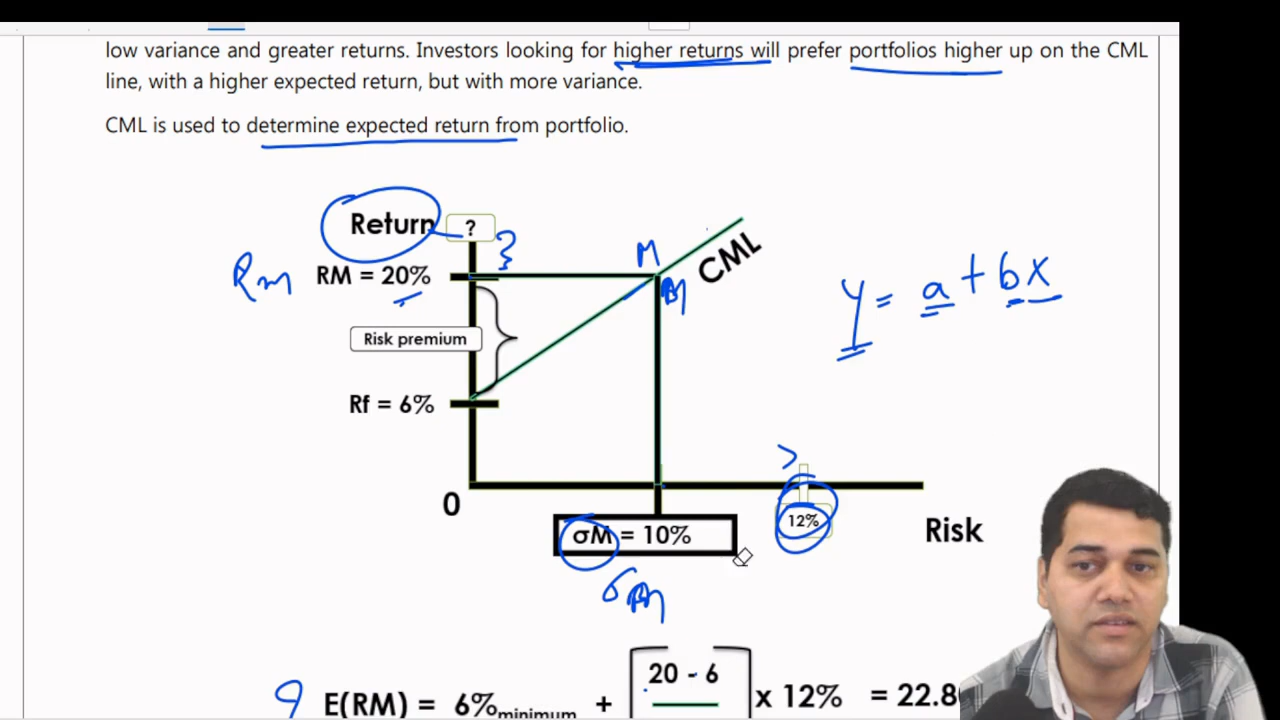 low variance and greater returns. Investors looking for higher returns will prefer portfolios higher up on the CML
line, with a higher expected return, but with more variance.
CML is used to determine expected return from portfolio.
Return ?
Rm RM = 20%
M
CML
y = a + bx
Risk premium
Rf = 6%
0
>
12%
σM = 10%
Risk
20 - 6
E(RM) = 6%minimum + x 12% = 22.8